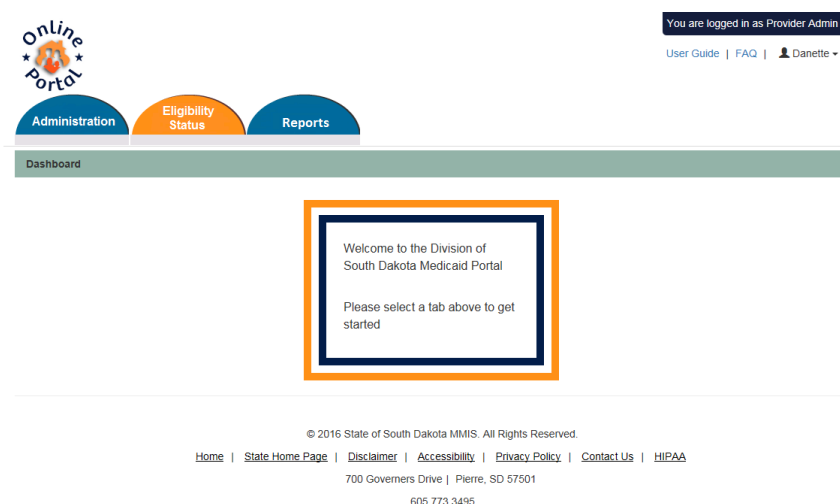 You are logged in as Provider Admin
Online
Portal
User Guide | FAQ | Danette
Administration
Eligibility
Status
Reports
Dashboard
Welcome to the Division of
South Dakota Medicaid Portal
Please select a tab above to get
started
© 2016 State of South Dakota MMIS. All Rights Reserved.
Home | State Home Page | Disclaimer | Accessibility | Privacy Policy | Contact Us | HIPAA
700 Governers Drive | Pierre, SD 57501
605.773.3495